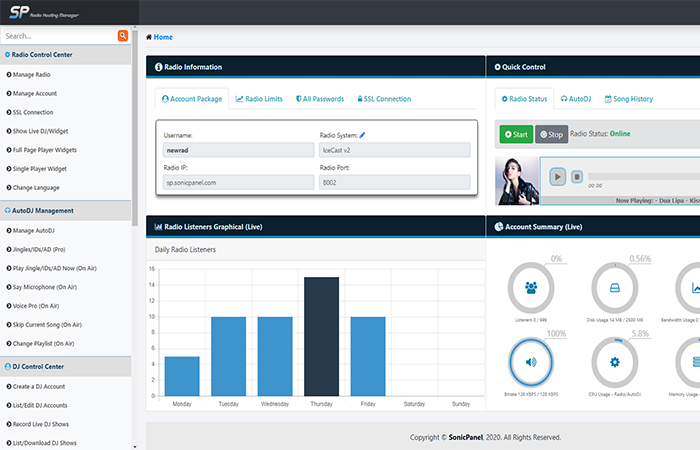 SP Radio Hosting Manager
Search...
Radio Control Center
Manage Radio
Manage Account
SSL Connection
Show Live DJ/Widget
Full Page Player Widgets
Single Player Widgets
Change Language
AutoDJ Management
Manage AutoDJ
Jingles/IDs/AD (Pro)
Play Jingle/IDs/AD Now (On Air)
Say Microphone (On Air)
Voice Pro (On Air)
Skip Current Song (On Air)
Change Playlist (On Air)
DJ Control Center
Create a DJ Account
List/Edit DJ Accounts
Record Live DJ Shows
List/Download DJ Shows
Home
Radio Information
Account Package Radio Limits All Passwords SSL Connection
Username: Radio System:
newrad IceCast v2
Radio IP: Radio Port:
sp.sonicpanel.com 8002
Quick Control
Radio Status AutoDJ Song History
Start Stop Radio Status: Online
00:00
Now Playing: - Dua Lipa - Kiss
Radio Listeners Graphical (Live)
Daily Radio Listeners
16
14
12
10
8
6
4
2
0
Monday Tuesday Wednesday Thursday Friday Saturday Sunday
Account Summary (Live)
0% 0.56%
Listeners 0 / 999 Disk Usage 14 MB / 2500 MB Bandwidth Usage 0
100% 5.8%
Bitrate 128 KBPS / 128 KBPS CPU Usage - Radio/AutoDJ Memory Usage -
Copyright © SonicPanel, 2020. All Rights Reserved.